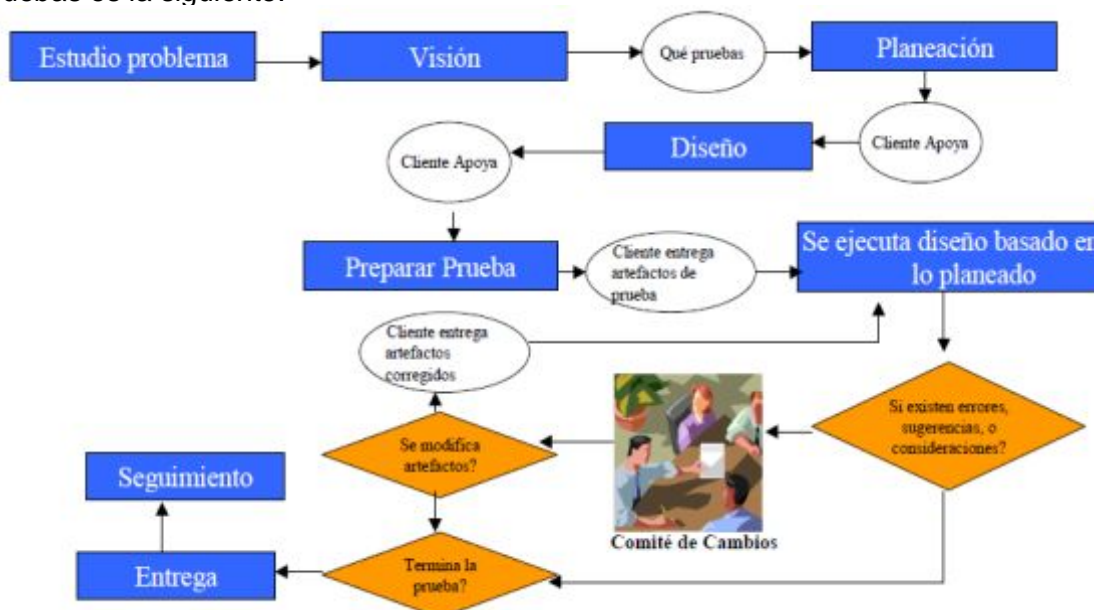 Estudio problema
Visión
Qué pruebas
Planeación
Cliente Apoya
Diseño
Cliente Apoya
Preparar Prueba
Cliente entrega
artefactos de
prueba
Se ejecuta diseño basado en
lo planeado
Cliente entrega
artefactos
corregidos
Si existen errores,
sugerencias, o
consideraciones?
Se modifica
artefactos?
Comité de Cambios
Seguimiento
Termina la
prueba?
Entrega